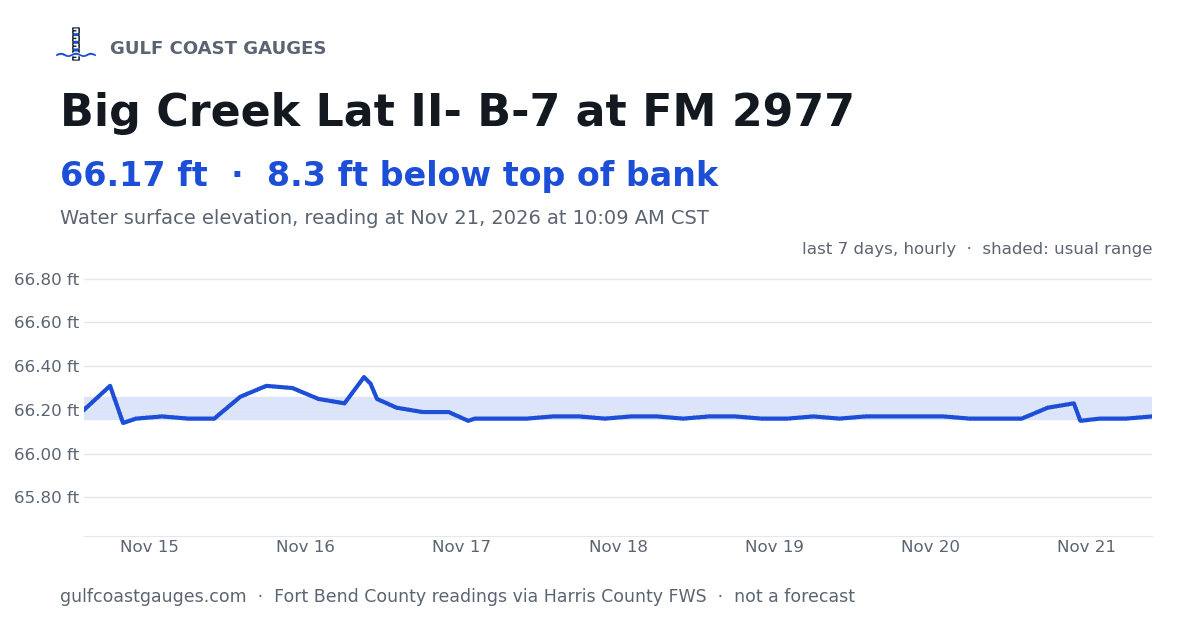 GULF COAST GAUGES
Big Creek Lat II- B-7 at FM 2977
66.17 ft · 8.3 ft below top of bank
Water surface elevation, reading at Nov 21, 2026 at 10:09 AM CST
last 7 days, hourly · shaded: usual range
66.80 ft
66.60 ft
66.40 ft
66.20 ft
66.00 ft
65.80 ft
Nov 15 Nov 16 Nov 17 Nov 18 Nov 19 Nov 20 Nov 21
gulfcoastgauges.com · Fort Bend County readings via Harris County FWS · not a forecast